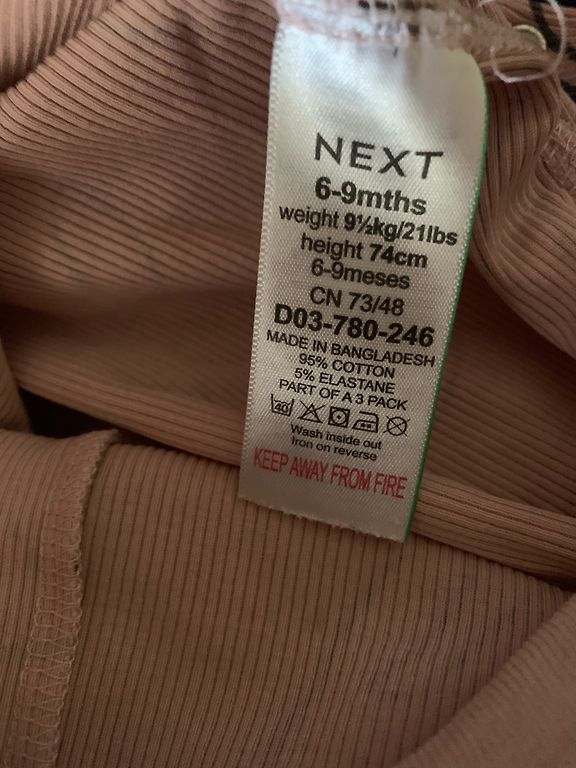 NEXT
6-9mths
weight 9½kg/21lbs
height 74cm
6-9meses
CN 73/48
D03-780-246
MADE IN BANGLADESH
95% COTTON
5% ELASTANE
PART OF A 3 PACK
40
Wash inside out
Iron on reverse
KEEP AWAY FROM FIRE